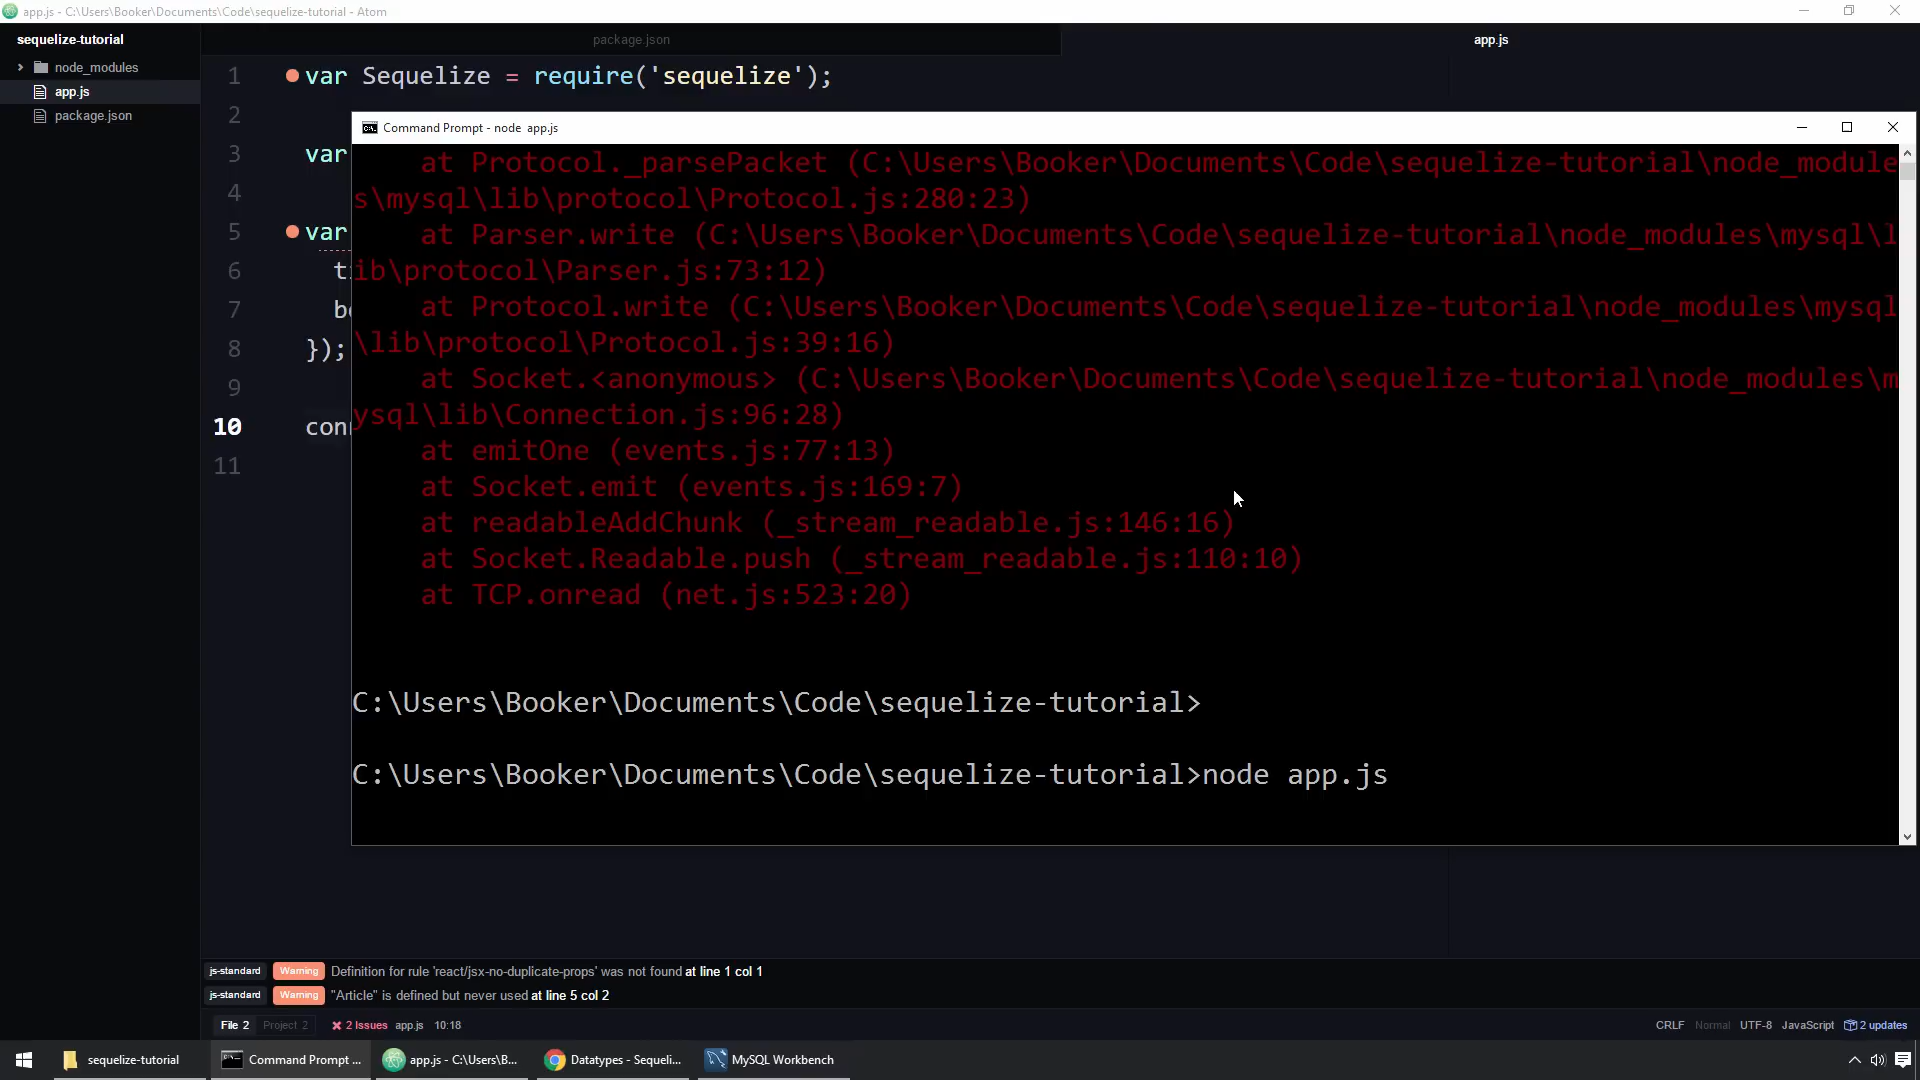 app.js - C:\Users\Booker\Documents\Code\sequelize-tutorial - Atom
sequelize-tutorial
node_modules
app.js
package.json
package.json
app.js
1 var Sequelize = require('sequelize');
2
3 var
4
5 var
6
7
8 });
9
10
11
Command Prompt - node app.js
at Protocol._parsePacket (C:\Users\Booker\Documents\Code\sequelize-tutorial\node_module
s\mysql\lib\protocol\Protocol.js:280:23)
at Parser.write (C:\Users\Booker\Documents\Code\sequelize-tutorial\node_modules\mysql\l
ib\protocol\Parser.js:73:12)
at Protocol.write (C:\Users\Booker\Documents\Code\sequelize-tutorial\node_modules\mysql
\lib\protocol\Protocol.js:39:16)
at Socket.<anonymous> (C:\Users\Booker\Documents\Code\sequelize-tutorial\node_modules\m
ysql\lib\Connection.js:96:28)
at emitOne (events.js:77:13)
at Socket.emit (events.js:169:7)
at readableAddChunk (_stream_readable.js:146:16)
at Socket.Readable.push (_stream_readable.js:110:10)
at TCP.onread (net.js:523:20)
C:\Users\Booker\Documents\Code\sequelize-tutorial>
C:\Users\Booker\Documents\Code\sequelize-tutorial>node app.js
js-standard Warning Definition for rule 'react/jsx-no-duplicate-props' was not found at line 1 col 1
js-standard Warning "Article" is defined but never used at line 5 col 2
File 2 Project 2 2 Issues app.js 10:18
CRLF Normal UTF-8 JavaScript 2 updates
sequelize-tutorial
Command Prompt ...
app.js - C:\Users\B...
Datatypes - Sequeli...
MySQL Workbench